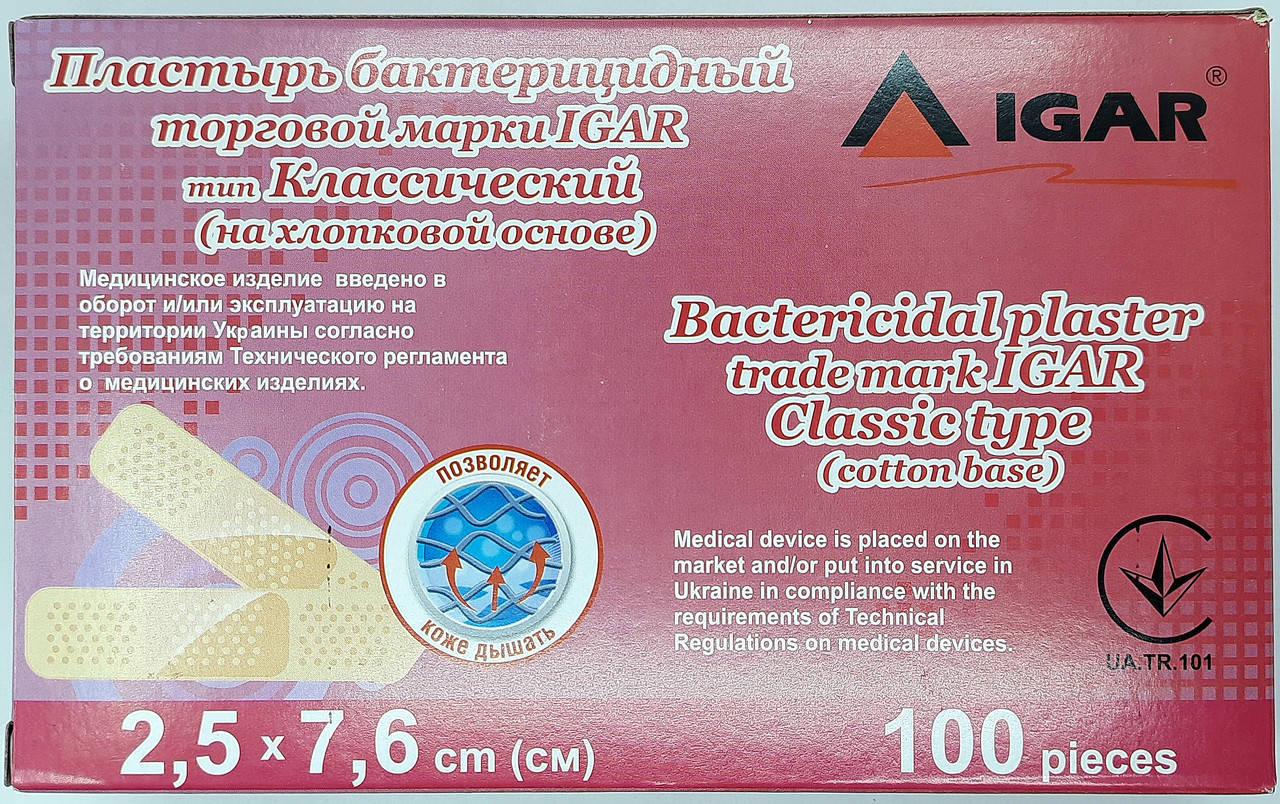 Пластырь бактерицидный
торговой марки IGAR
тип Классический
(на хлопковой основе)
Медицинское изделие введено в
оборот и/или эксплуатацию на
территории Украины согласно
требованиям Технического регламента
о медицинских изделиях.
IGAR ®
Bactericidal plaster
trade mark IGAR
Classic type
(cotton base)
ПОЗВОЛЯЕТ
КОЖЕ ДЫШАТЬ
Medical device is placed on the
market and/or put into service in
Ukraine in compliance with the
requirements of Technical
Regulations on medical devices.
UA.TR.101
2,5 x 7,6 cm (см)
100 pieces